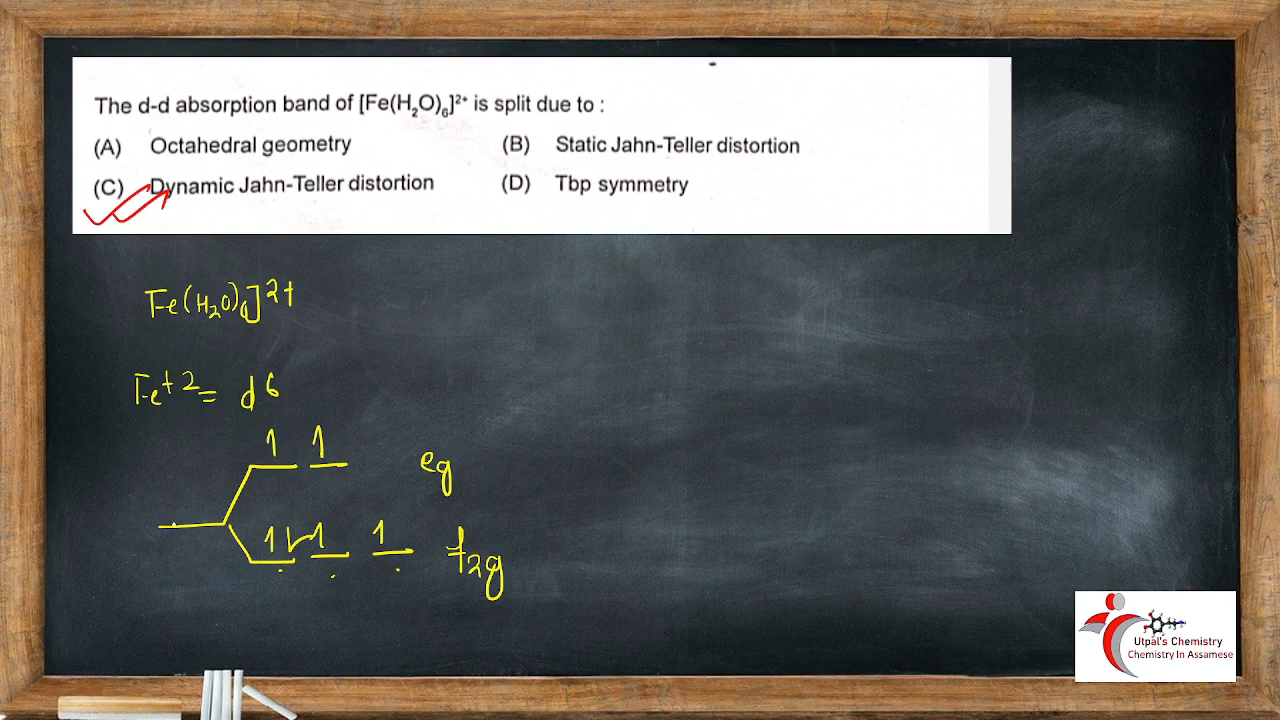 The d-d absorption band of [Fe(H₂O)₆]²⁺ is split due to :
(A) Octahedral geometry (B) Static Jahn-Teller distortion
(C) Dynamic Jahn-Teller distortion (D) Tbp symmetry
Fe(H₂O)₆]²⁺
Fe⁺² = d⁶
1 1 eg
1 1 1 t₂g
Utpal's Chemistry
Chemistry In Assamese